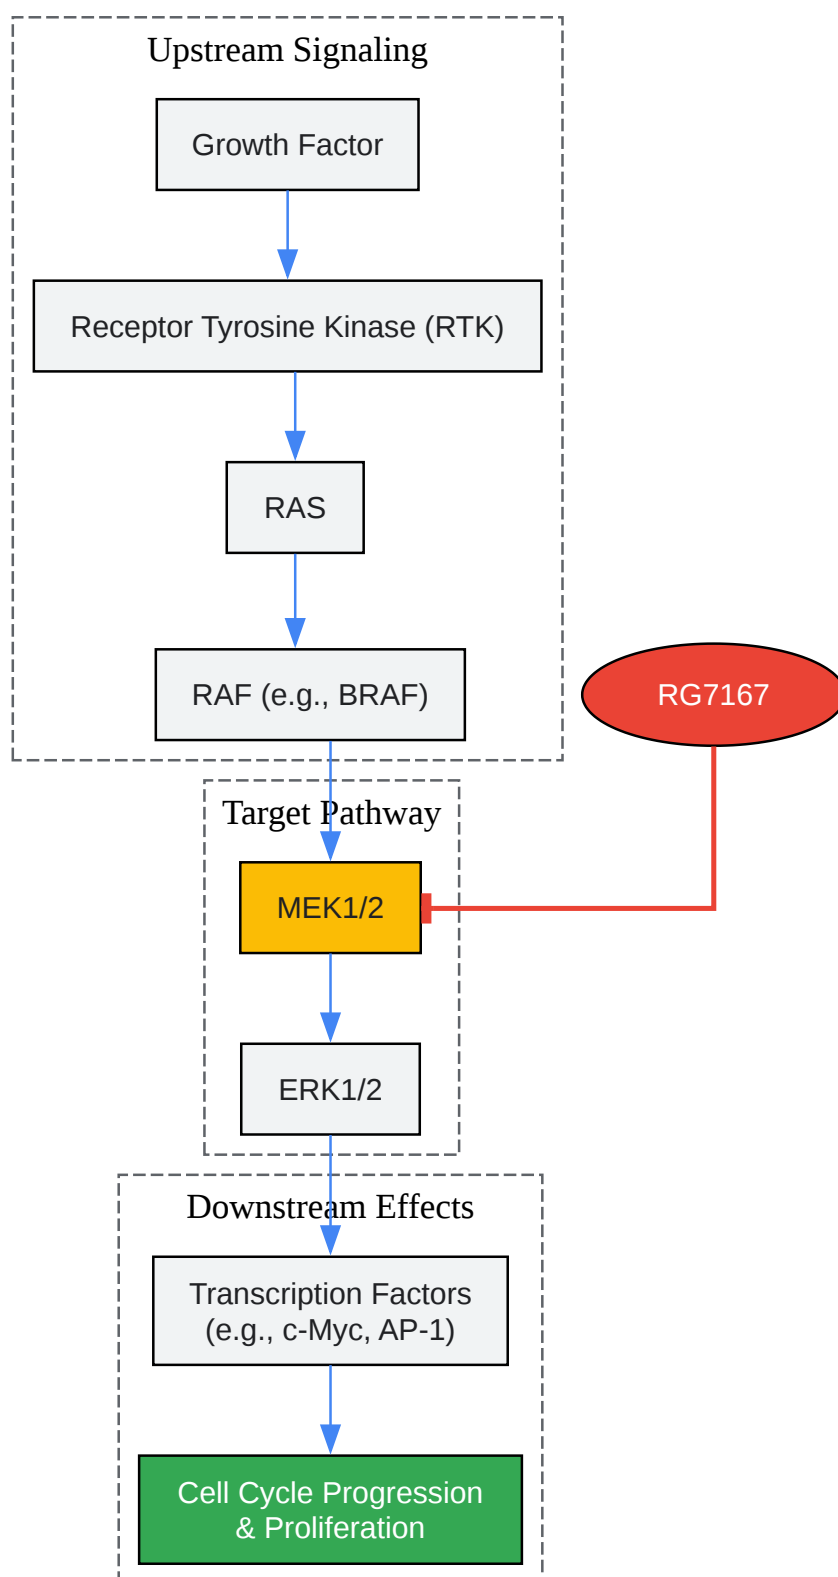 Upstream Signaling
Growth Factor
Receptor Tyrosine Kinase (RTK)
RAS
RAF (e.g., BRAF)
RG7167
Target Pathway
MEK1/2
ERK1/2
Downstream Effects
Transcription Factors
(e.g., c-Myc, AP-1)
Cell Cycle Progression
& Proliferation